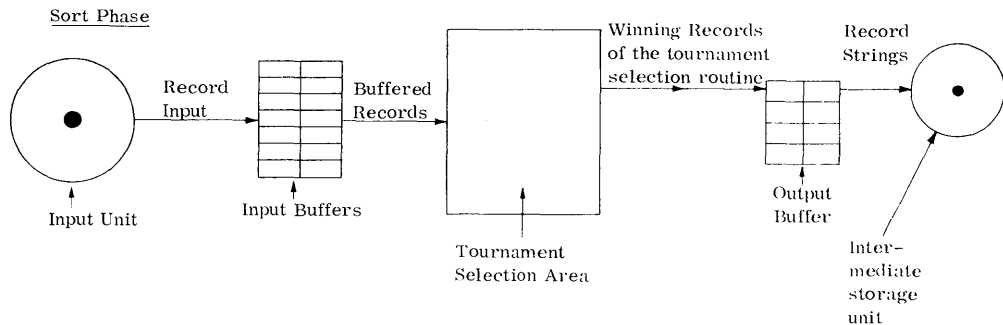 Sort Phase
Record
Input
Buffered
Records
Winning Records
of the tournament
selection routine
Record
Strings
Input Unit
Input Buffers
Tournament
Selection Area
Output
Buffer
Inter-
mediate
storage
unit